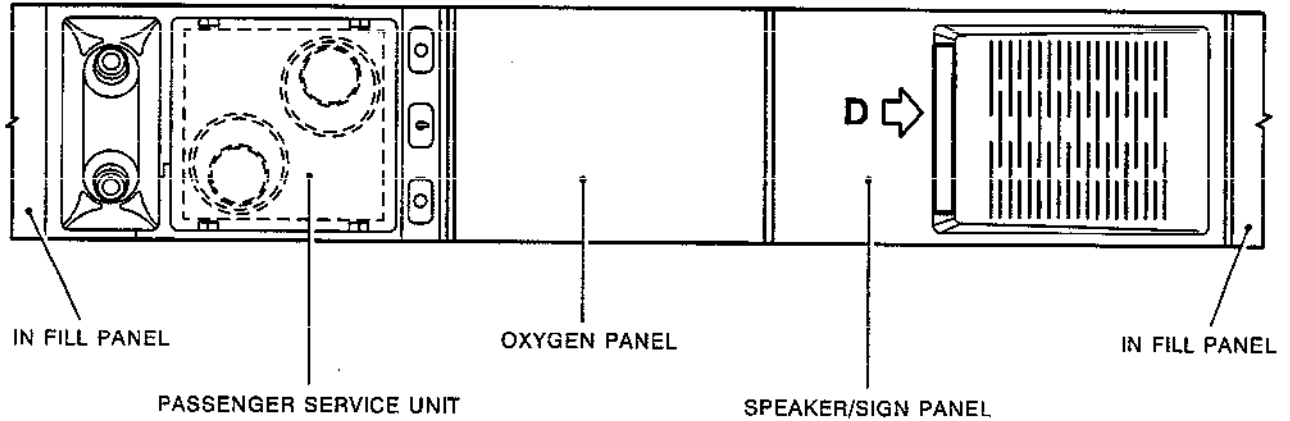 D
IN FILL PANEL
OXYGEN PANEL
IN FILL PANEL
PASSENGER SERVICE UNIT
SPEAKER/SIGN PANEL